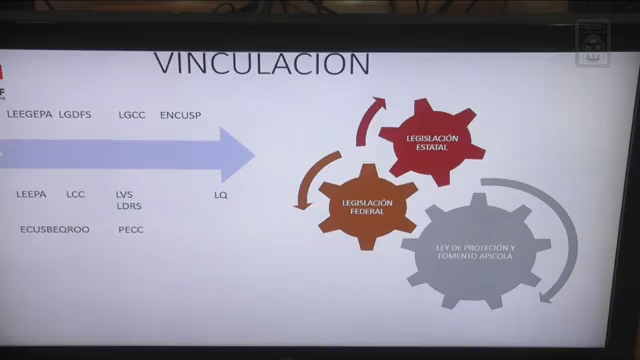 VINCULACION
LEEGEPA LGDFS LGCC ENCUSP
LEEPA LCC LVS LQ
LDRS
ECUSBEQROO PECC
LEGISLACIÓN
ESTATAL
LEGISLACIÓN
FEDERAL
LEY DE PROTECIÓN Y
FOMENTO APICOLA